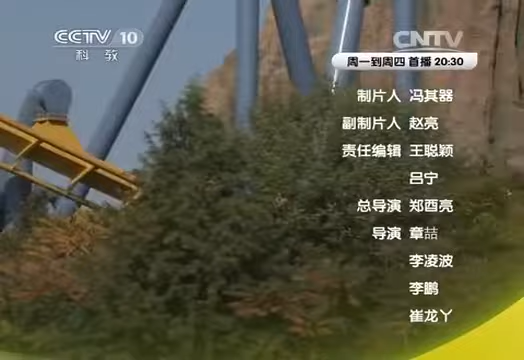 CCTV 10
科教
CNTV
周一到周四 首播 20:30
制片人 冯其器
副制片人 赵亮
责任编辑 王聪颖
吕宁
总导演 郑酉亮
导演 章喆
李凌波
李鹏
崔龙丫